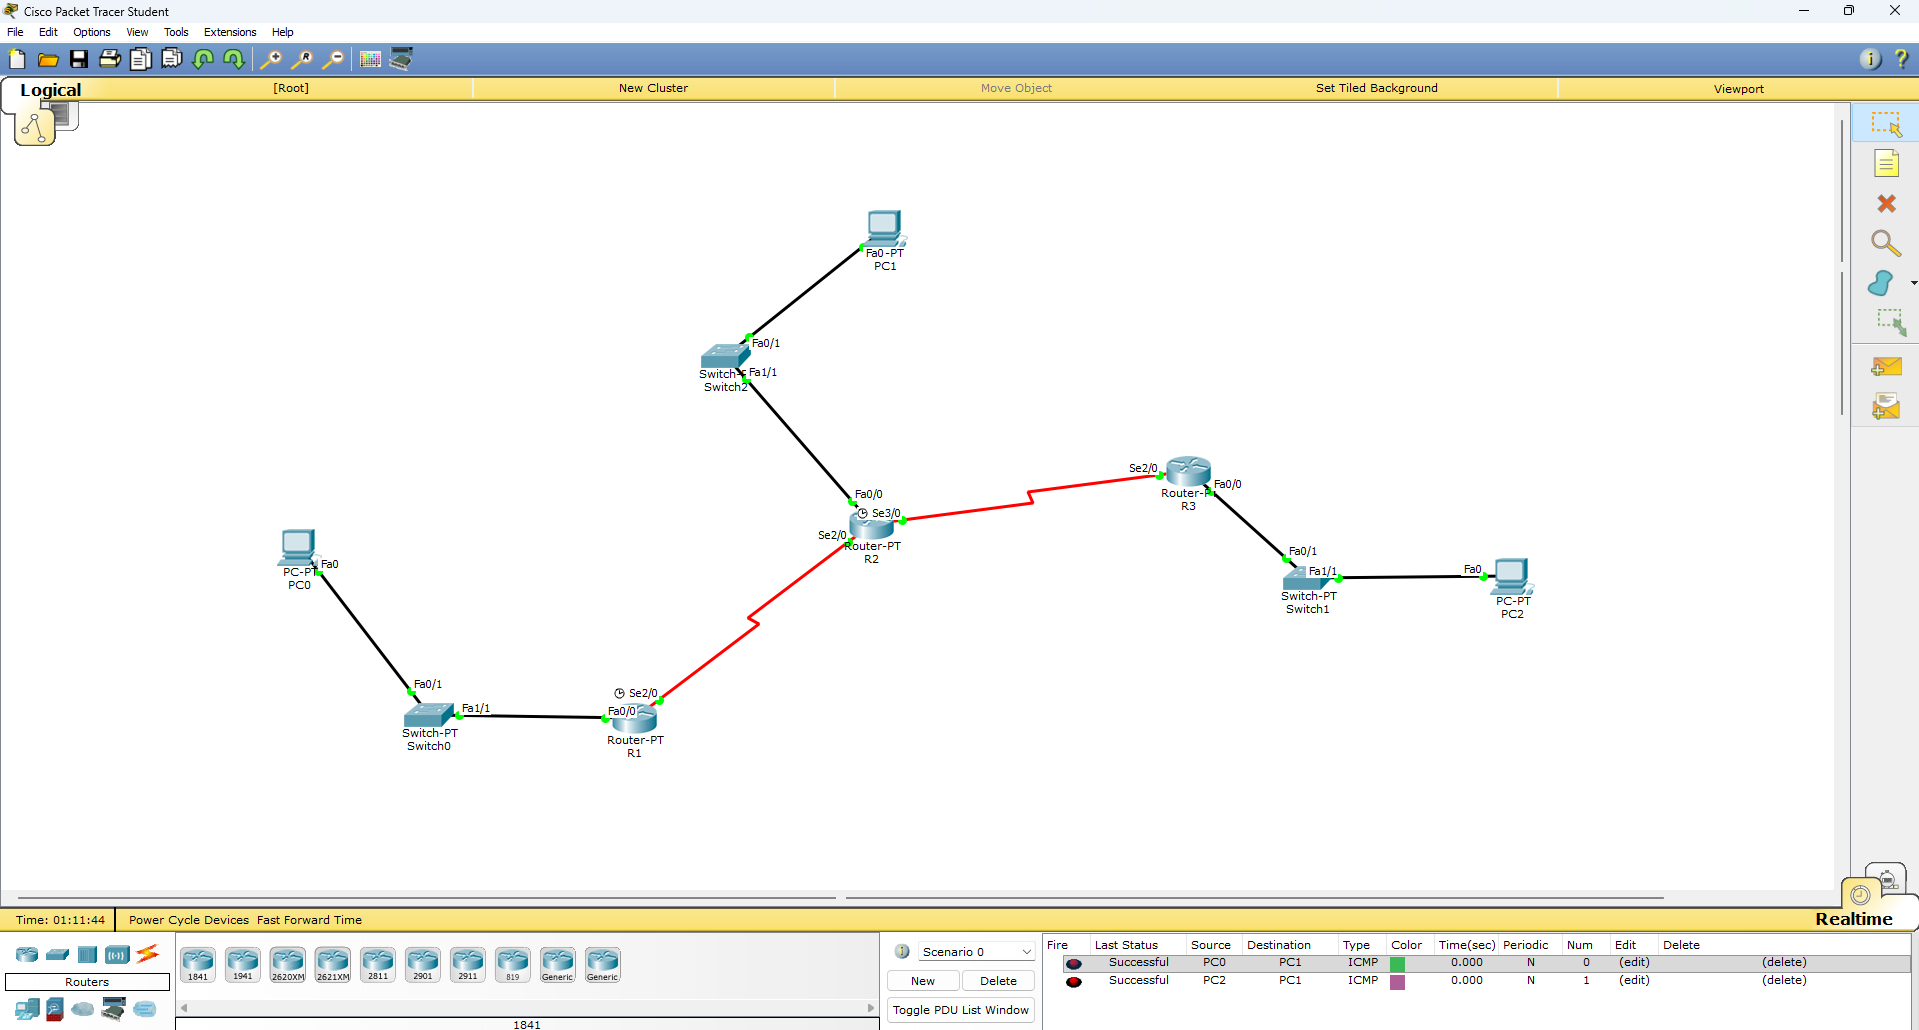 Cisco Packet Tracer Student
File Edit Options View Tools Extensions Help
Logical [Root] New Cluster Move Object Set Tiled Background Viewport
Fa0-PT
PC1
Fa0/1
Fa1/1
Switch-
Switch2
Fa0/0
Se3/0
Se2/0
Router-PT
R2
Se2/0
Fa0/0
Router-P
R3
Fa0/1
Fa1/1
Switch-PT
Switch1
Fa0
PC-PT
PC2
Fa0
PC-PT
PC0
Fa0/1
Fa1/1
Switch-PT
Switch0
Se2/0
Fa0/0
Router-PT
R1
Realtime
Time: 01:11:44 Power Cycle Devices Fast Forward Time
Routers
1841 1941 2620XM 2621XM 2811 2901 2911 819 Generic Generic
1841
Scenario 0
New Delete
Toggle PDU List Window
Fire Last Status Source Destination Type Color Time(sec) Periodic Num Edit Delete
Successful PC0 PC1 ICMP 0.000 N 0 (edit) (delete)
Successful PC2 PC1 ICMP 0.000 N 1 (edit) (delete)